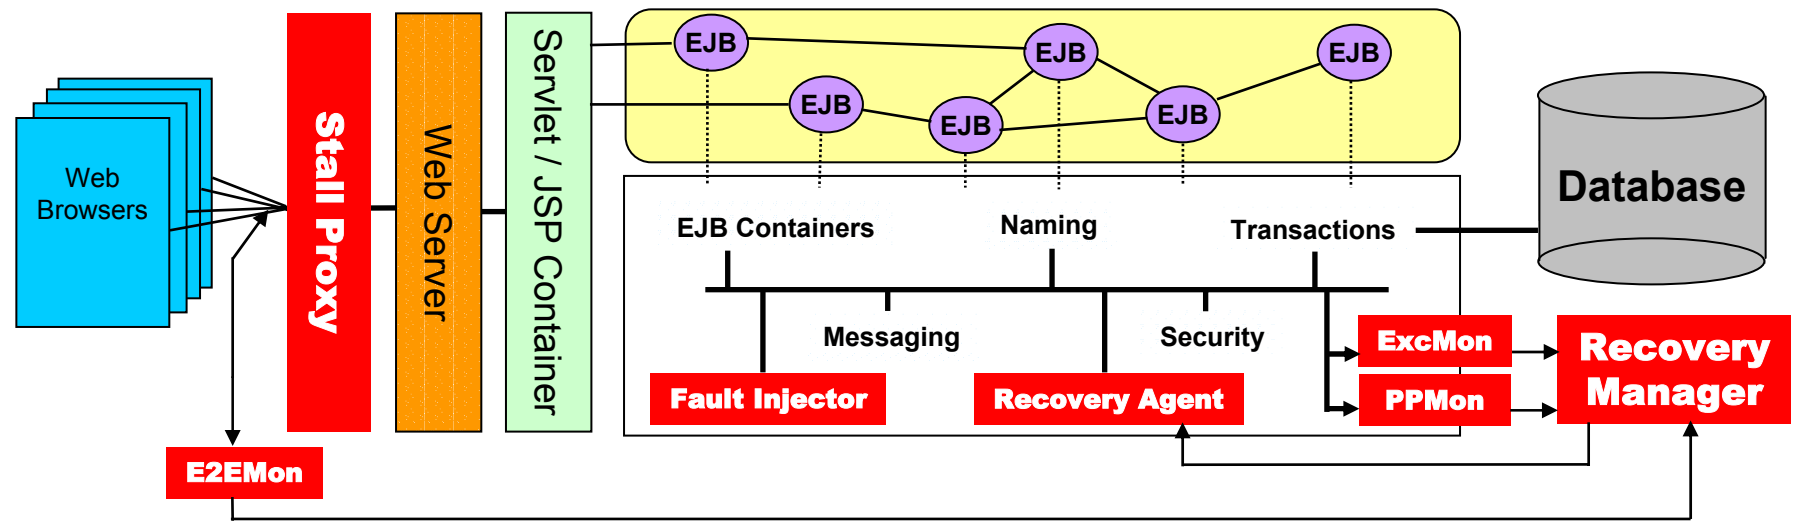 Web
Browsers
Stall Proxy
Web Server
Servlet / JSP Container
EJB
EJB
EJB
EJB
EJB
EJB
EJB Containers
Naming
Transactions
Messaging
Security
Fault Injector
Recovery Agent
ExcMon
PPMon
Database
Recovery
Manager
E2EMon